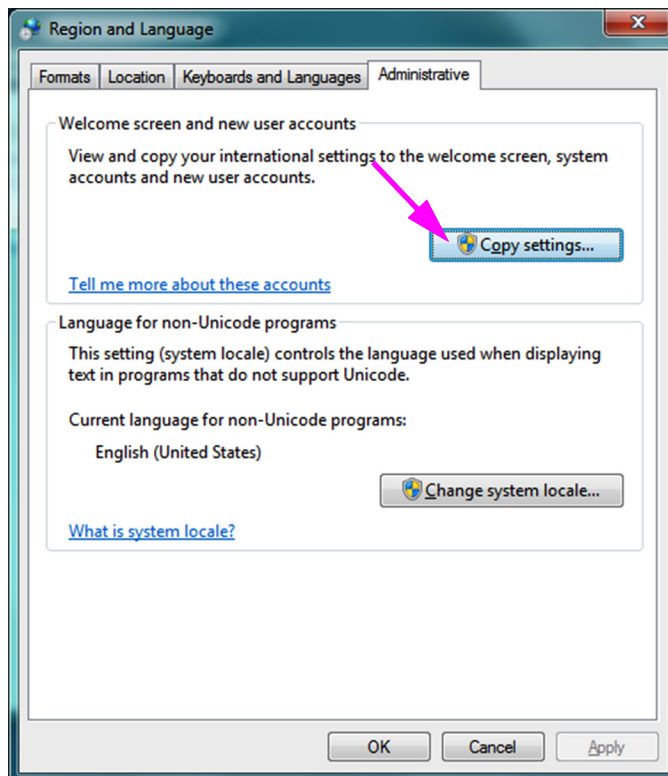 Region and Language
Formats Location Keyboards and Languages Administrative
Welcome screen and new user accounts
View and copy your international settings to the welcome screen, system
accounts and new user accounts.
Copy settings...
Tell me more about these accounts
Language for non-Unicode programs
This setting (system locale) controls the language used when displaying
text in programs that do not support Unicode.
Current language for non-Unicode programs:
English (United States)
Change system locale...
What is system locale?
OK Cancel Apply